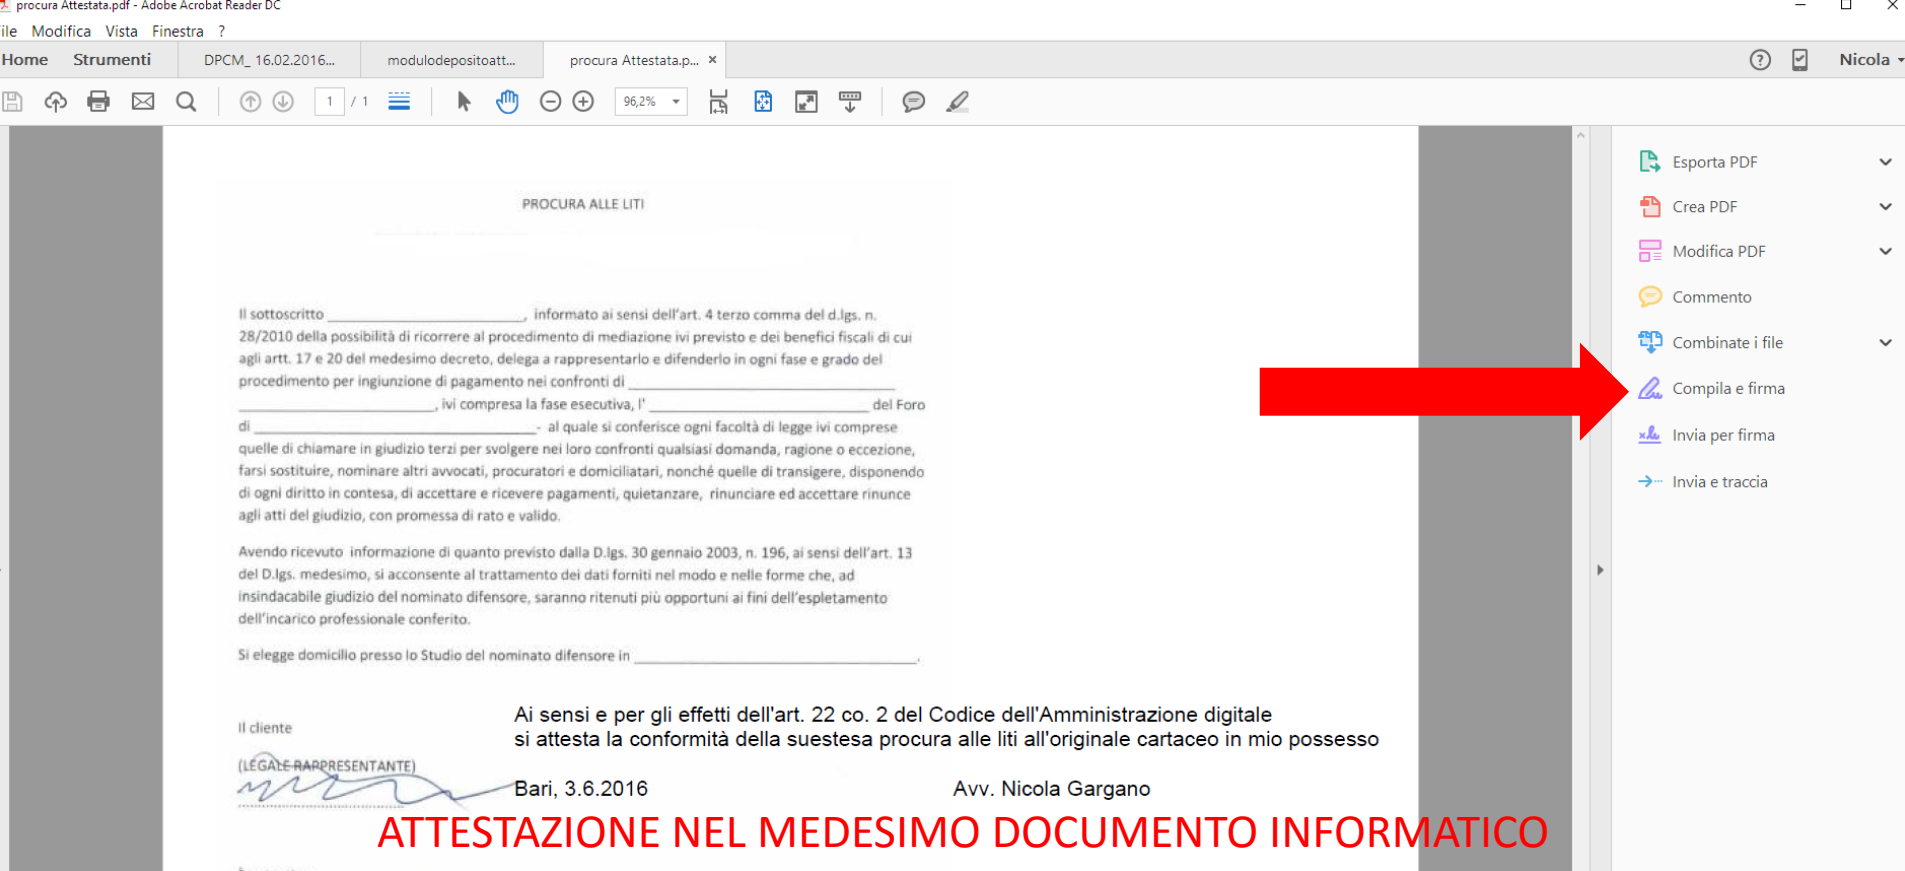 procura Attestata.pdf - Adobe Acrobat Reader DC
ile Modifica Vista Finestra ?
Home Strumenti DPCM_ 16.02.2016... modulodepositoatt... procura Attestata.p... × Nicola
1 / 1 96,2%
PROCURA ALLE LITI
Il sottoscritto ________________________, informato ai sensi dell'art. 4 terzo comma del d.lgs. n.
28/2010 della possibilità di ricorrere al procedimento di mediazione ivi previsto e dei benefici fiscali di cui
agli artt. 17 e 20 del medesimo decreto, delega a rappresentarlo e difenderlo in ogni fase e grado del
procedimento per ingiunzione di pagamento nei confronti di ________________________________
________________________, ivi compresa la fase esecutiva, l' ___________________________ del Foro
di ___________________________________- al quale si conferisce ogni facoltà di legge ivi comprese
quelle di chiamare in giudizio terzi per svolgere nei loro confronti qualsiasi domanda, ragione o eccezione,
farsi sostituire, nominare altri avvocati, procuratori e domiciliatari, nonché quelle di transigere, disponendo
di ogni diritto in contesa, di accettare e ricevere pagamenti, quietanzare, rinunciare ed accettare rinunce
agli atti del giudizio, con promessa di rato e valido.
Avendo ricevuto informazione di quanto previsto dalla D.lgs. 30 gennaio 2003, n. 196, ai sensi dell'art. 13
del D.lgs. medesimo, si acconsente al trattamento dei dati forniti nel modo e nelle forme che, ad
insindacabile giudizio del nominato difensore, saranno ritenuti più opportuni ai fini dell'espletamento
dell'incarico professionale conferito.
Si elegge domicilio presso lo Studio del nominato difensore in ___________________________________.
Il cliente
(LEGALE RAPPRESENTANTE)
Ai sensi e per gli effetti dell'art. 22 co. 2 del Codice dell'Amministrazione digitale
si attesta la conformità della suestesa procura alle liti all'originale cartaceo in mio possesso
Bari, 3.6.2016 Avv. Nicola Gargano
ATTESTAZIONE NEL MEDESIMO DOCUMENTO INFORMATICO
Esporta PDF
Crea PDF
Modifica PDF
Commento
Combinate i file
Compila e firma
Invia per firma
Invia e traccia